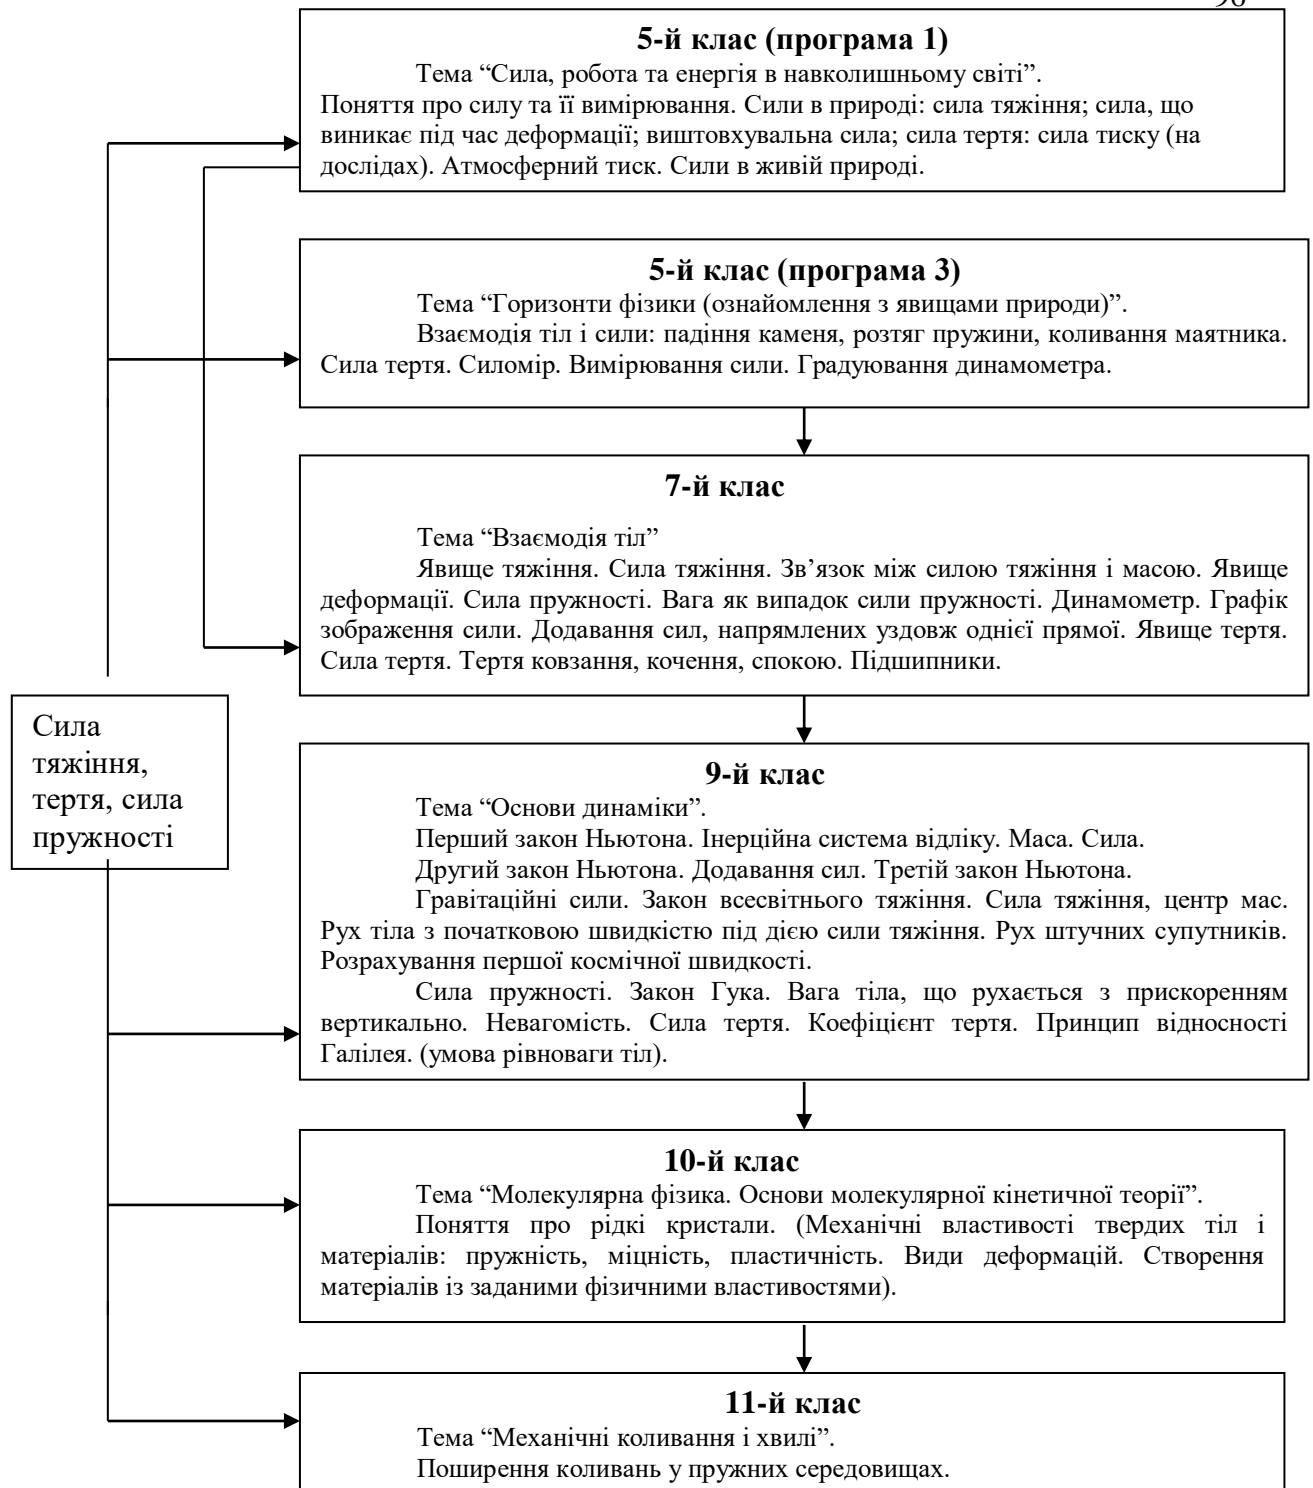 5-й клас (програма 1)
Тема “Сила, робота та енергія в навколишньому світі”.
Поняття про силу та її вимірювання. Сили в природі: сила тяжіння; сила, що
виникає під час деформації; виштовхувальна сила; сила тертя: сила тиску (на
дослідах). Атмосферний тиск. Сили в живій природі.
5-й клас (програма 3)
Тема “Горизонти фізики (ознайомлення з явищами природи)”.
Взаємодія тіл і сили: падіння каменя, розтяг пружини, коливання маятника.
Сила тертя. Силомір. Вимірювання сили. Градуювання динамометра.
7-й клас
Тема “Взаємодія тіл”
Явище тяжіння. Сила тяжіння. Зв’язок між силою тяжіння і масою. Явище
деформації. Сила пружності. Вага як випадок сили пружності. Динамометр. Графік
зображення сили. Додавання сил, напрямлених уздовж однієї прямої. Явище тертя.
Сила тертя. Тертя ковзання, кочення, спокою. Підшипники.
Сила
тяжіння,
тертя, сила
пружності
9-й клас
Тема “Основи динаміки”.
Перший закон Ньютона. Інерційна система відліку. Маса. Сила.
Другий закон Ньютона. Додавання сил. Третій закон Ньютона.
Гравітаційні сили. Закон всесвітнього тяжіння. Сила тяжіння, центр мас.
Рух тіла з початковою швидкістю під дією сили тяжіння. Рух штучних супутників.
Розрахування першої космічної швидкості.
Сила пружності. Закон Гука. Вага тіла, що рухається з прискоренням
вертикально. Невагомість. Сила тертя. Коефіцієнт тертя. Принцип відносності
Галілея. (умова рівноваги тіл).
10-й клас
Тема “Молекулярна фізика. Основи молекулярної кінетичної теорії”.
Поняття про рідкі кристали. (Механічні властивості твердих тіл і
матеріалів: пружність, міцність, пластичність. Види деформацій. Створення
матеріалів із заданими фізичними властивостями).
11-й клас
Тема “Механічні коливання і хвилі”.
Поширення коливань у пружних середовищах.